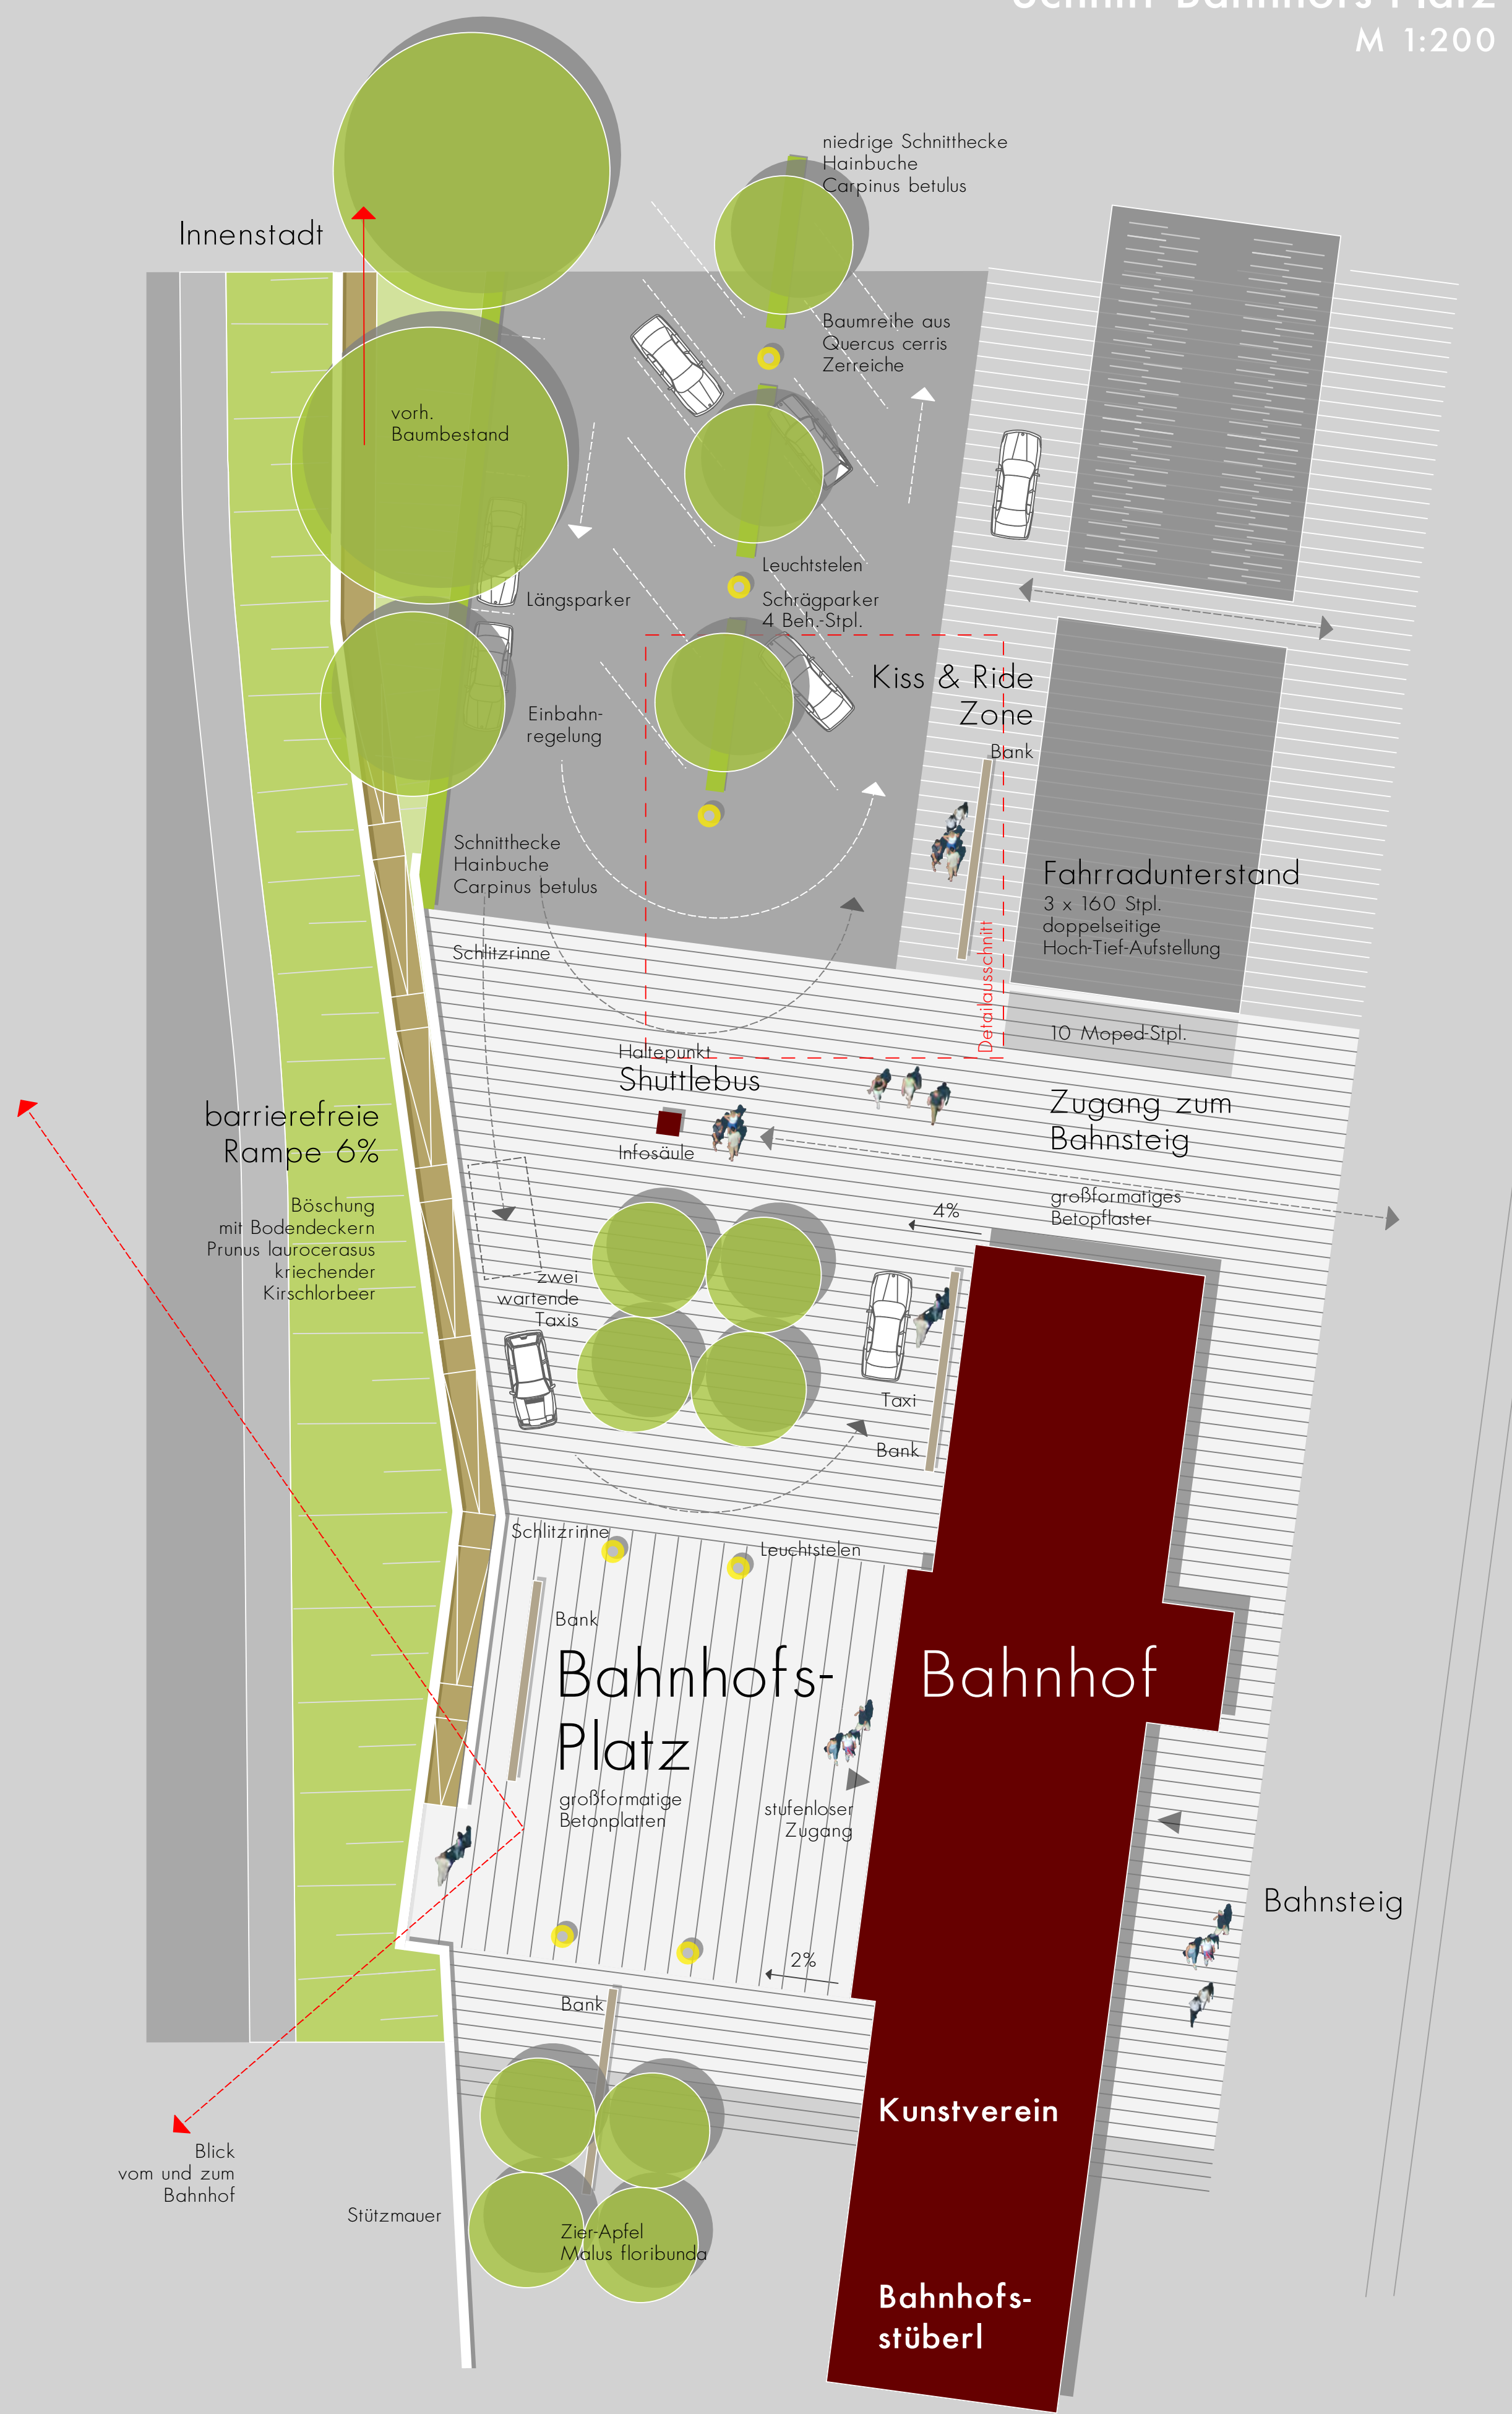 Schnitt Bahnhofs-Platz
M 1:200
niedrige Schnitthecke
Hainbuche
Carpinus betulus
Innenstadt
Baumreihe aus
Quercus cerris
Zerreiche
vorh.
Baumbestand
Leuchtstelen
Längsparker
Schrägparker
4 Beh.-Stpl.
Kiss & Ride
Zone
Einbahn-
regelung
Bank
Schnitthecke
Hainbuche
Carpinus betulus
Fahrradunterstand
3 x 160 Stpl.
doppelseitige
Hoch-Tief-Aufstellung
Schlitzrinne
Detailausschnitt
10 Moped-Stpl.
Haltepunkt
Shuttlebus
Infosäule
Zugang zum
Bahnsteig
barrierefreie
Rampe 6%
Böschung
mit Bodendeckern
Prunus laurocerasus
kriechender
Kirschlorbeer
großformatiges
Betopflaster
4%
zwei
wartende
Taxis
Taxi
Bank
Schlitzrinne
Leuchtstelen
Bank
Bahnhofs-
Platz
großformatige
Betonplatten
Bahnhof
stufenloser
Zugang
Bahnsteig
2%
Bank
Kunstverein
Blick
vom und zum
Bahnhof
Stützmauer
Zier-Apfel
Malus floribunda
Bahnhofs-
stüberl